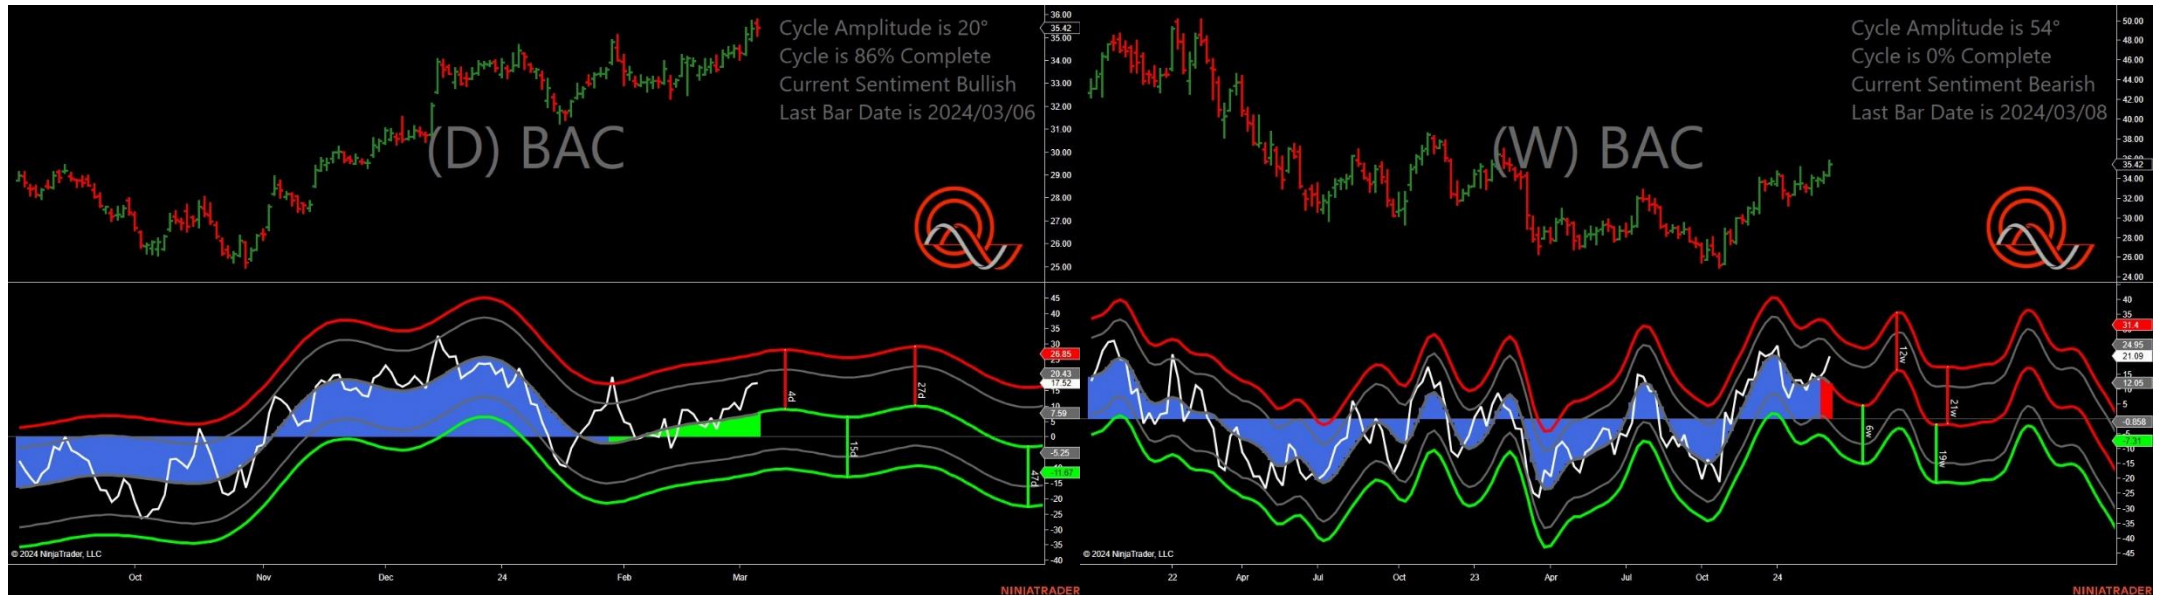 Cycle Amplitude is 20°
Cycle is 86% Complete
Current Sentiment Bullish
Last Bar Date is 2024/03/06
(D) BAC
36.00
35.42
35.00
34.00
33.00
32.00
31.00
30.00
29.00
28.00
27.00
26.00
25.00
45
40
35
30
26.85
20.43
17.52
15
10
7.59
5
0
-5.25
-11.67
-15
-20
-25
-30
-35
-40
4d
15d
27d
47d
© 2024 NinjaTrader, LLC
Oct
Nov
Dec
24
Feb
Mar
NINJATRADER
Cycle Amplitude is 54°
Cycle is 0% Complete
Current Sentiment Bearish
Last Bar Date is 2024/03/08
(W) BAC
50.00
48.00
46.00
44.00
42.00
40.00
38.00
36.00
35.42
34.00
32.00
30.00
28.00
26.00
24.00
40
35
31.4
24.95
21.09
15
12.05
5
-0.858
-5
-7.31
-15
-20
-25
-30
-35
-40
-45
6w
12w
19w
21w
© 2024 NinjaTrader, LLC
22
Apr
Jul
Oct
23
Apr
Jul
Oct
24
NINJATRADER